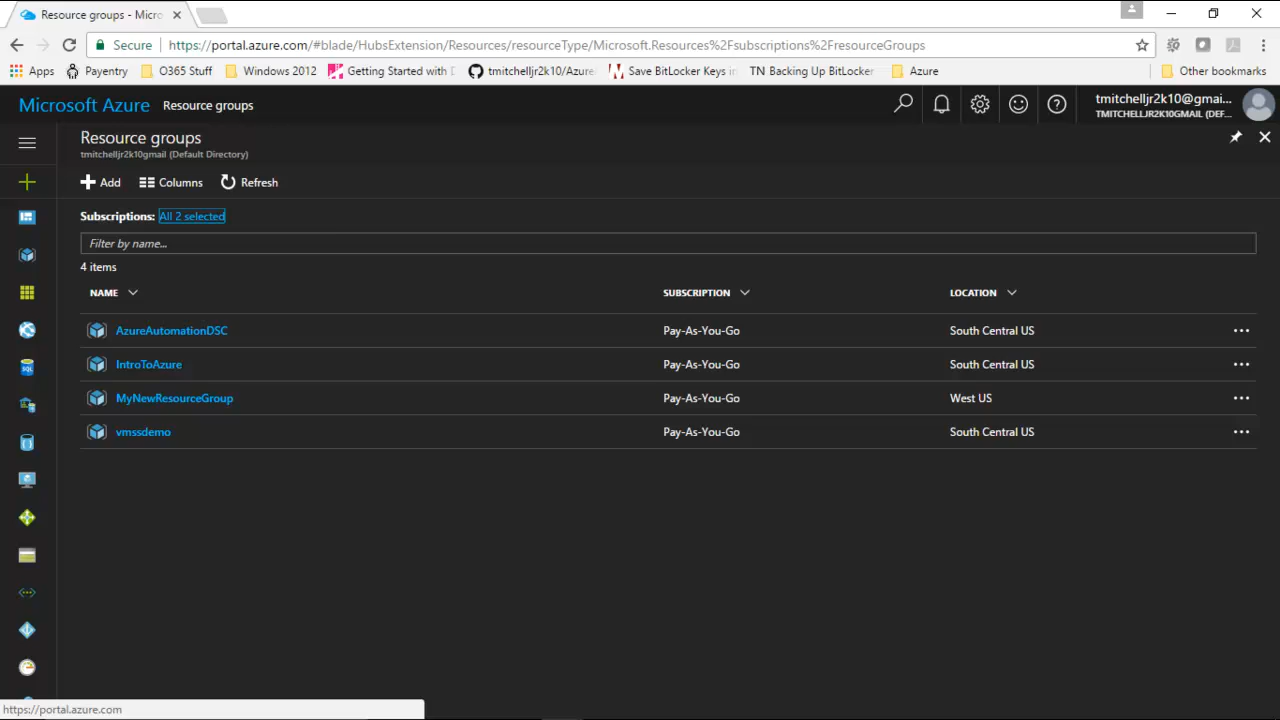 Resource groups - Micro
Secure
https://portal.azure.com/#blade/HubsExtension/Resources/resourceType/Microsoft.Resources%2Fsubscriptions%2FresourceGroups
Apps Payentry O365 Stuff Windows 2012 Getting Started with tmitchelljr2k10/Azure Save BitLocker Keys in TN Backing Up BitLocker Azure Other bookmarks
Microsoft Azure Resource groups
tmitchelljr2k10@gmai...
TMITCHELLJR2K10GMAIL (DEF...
Resource groups
tmitchelljr2k10gmail (Default Directory)
Add Columns Refresh
Subscriptions: All 2 selected
Filter by name...
4 items
NAME SUBSCRIPTION LOCATION
AzureAutomationDSC Pay-As-You-Go South Central US
IntroToAzure Pay-As-You-Go South Central US
MyNewResourceGroup Pay-As-You-Go West US
vmssdemo Pay-As-You-Go South Central US
SQL
https://portal.azure.com